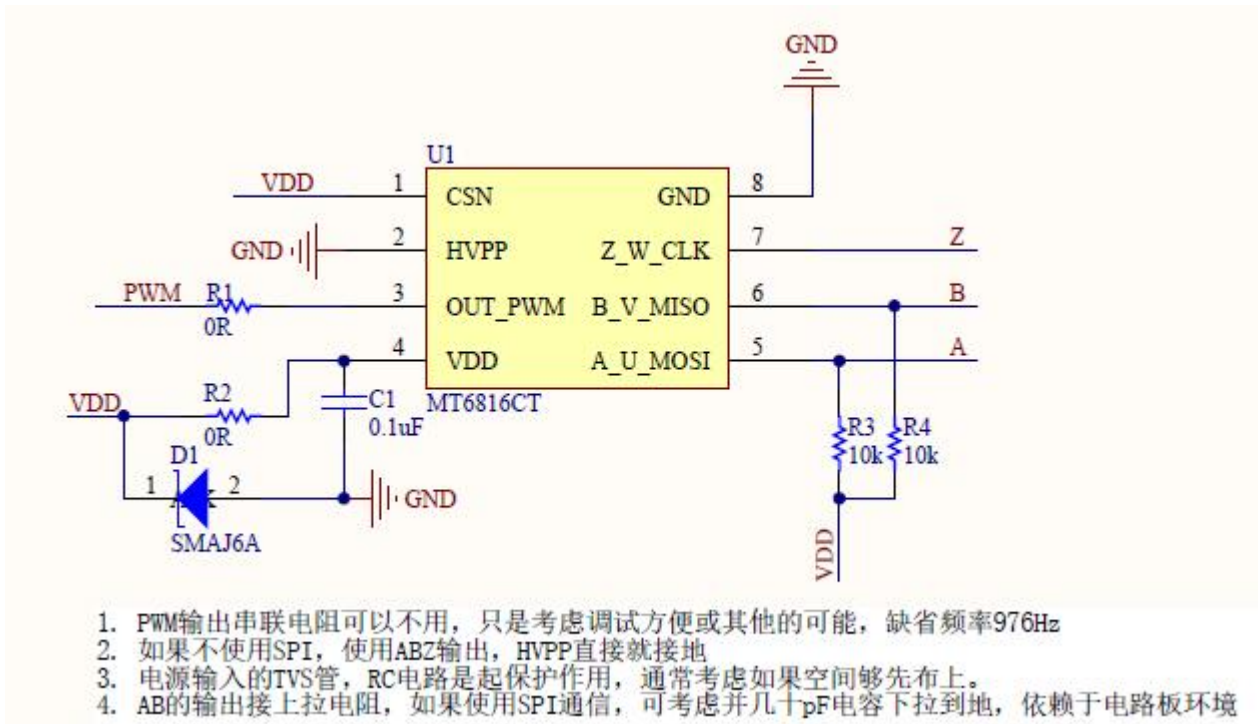 GND
U1
VDD 1 CSN GND 8
GND 2 HVPP Z_W_CLK 7 Z
PWM R1 3 OUT_PWM B_V_MISO 6 B
0R
4 VDD A_U_MOSI 5 A
R2
VDD
C1 MT6816CT
0R
0.1uF
R3 R4
10k 10k
D1
1 2
GND
SMAJ6A
VDD
1. PWM输出串联电阻可以不用，只是考虑调试方便或其他的可能，缺省频率976Hz
2. 如果不使用SPI，使用ABZ输出，HVPP直接就接地
3. 电源输入的TVS管，RC电路是起保护作用，通常考虑如果空间够先布上。
4. AB的输出接上拉电阻，如果使用SPI通信，可考虑并几十pF电容下拉到地，依赖于电路板环境